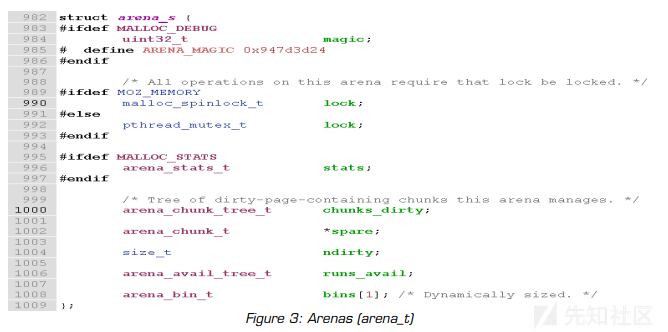 982 struct arena_s {
983 #ifdef MALLOC_DEBUG
984 uint32_t magic;
985 # define ARENA_MAGIC 0x947d3d24
986 #endif
987
988 /* All operations on this arena require that lock be locked. */
989 #ifdef MOZ_MEMORY
990 malloc_spinlock_t lock;
991 #else
992 pthread_mutex_t lock;
993 #endif
994
995 #ifdef MALLOC_STATS
996 arena_stats_t stats;
997 #endif
998
999 /* Tree of dirty-page-containing chunks this arena manages. */
1000 arena_chunk_tree_t chunks_dirty;
1001
1002 arena_chunk_t *spare;
1003
1004 size_t ndirty;
1005
1006 arena_avail_tree_t runs_avail;
1007
1008 arena_bin_t bins[1]; /* Dynamically sized. */
1009 };
Figure 3: Arenas (arena_t)
先知社区